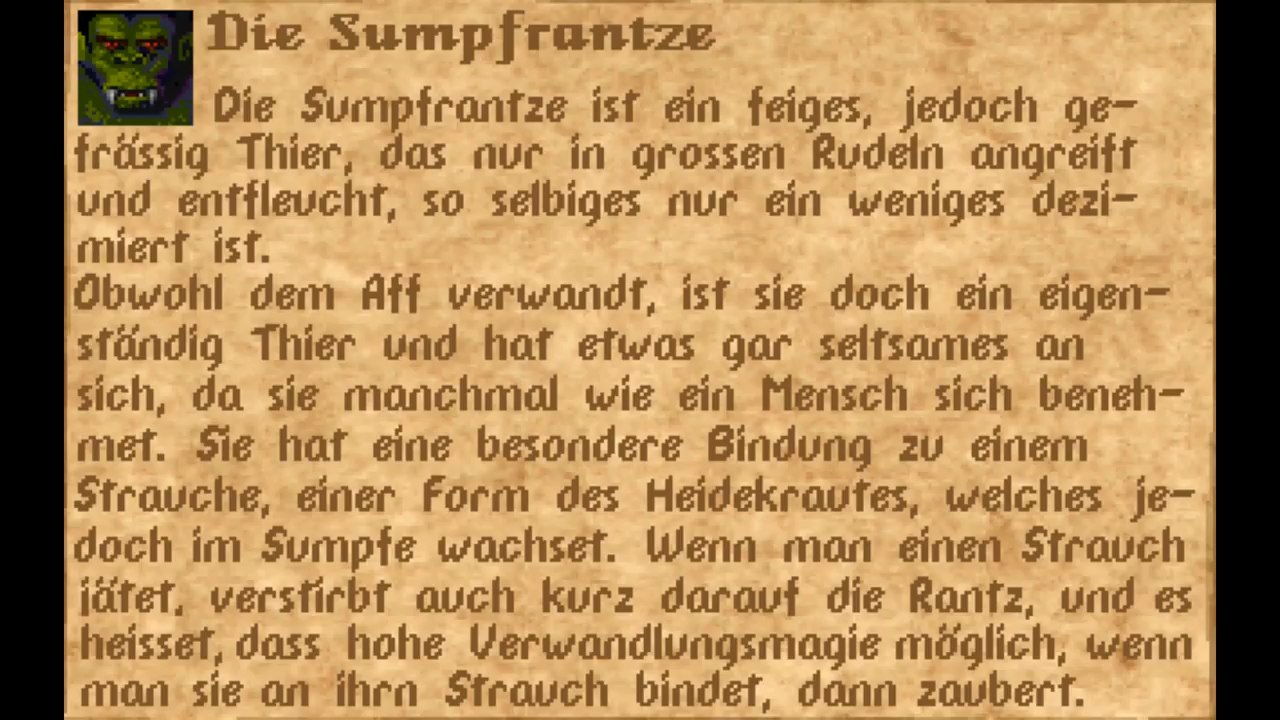 Die Sumpfrantze
Die Sumpfrantze ist ein feiges, jedoch ge-
frässig Thier, das nur in grossen Rudeln angreift
und entfleucht, so selbiges nur ein weniges dezi-
miert ist.
Obwohl dem Aff verwandt, ist sie doch ein eigen-
ständig Thier und hat etwas gar seltsames an
sich, da sie manchmal wie ein Mensch sich beneh-
met. Sie hat eine besondere Bindung zu einem
Strauche, einer Form des Heidekrautes, welches je-
doch im Sumpfe wachset. Wenn man einen Strauch
jätet, verstirbt auch kurz darauf die Rantz, und es
heisset, dass hohe Verwandlungsmagie möglich, wenn
man sie an ihrn Strauch bindet, dann zaubert.